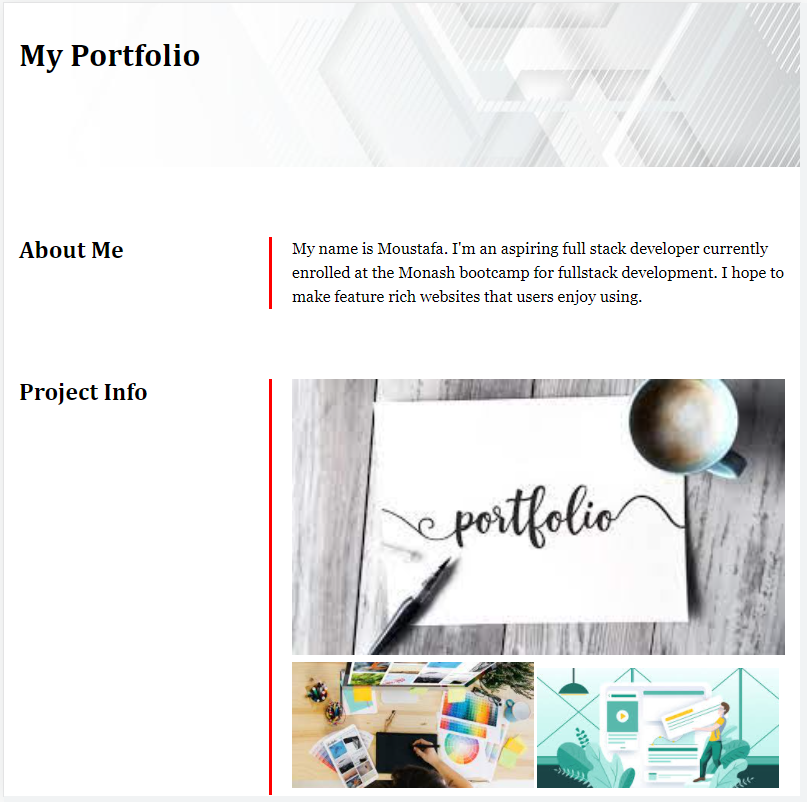 My Portfolio
About Me
My name is Moustafa. I'm an aspiring full stack developer currently
enrolled at the Monash bootcamp for fullstack development. I hope to
make feature rich websites that users enjoy using.
Project Info
portfolio